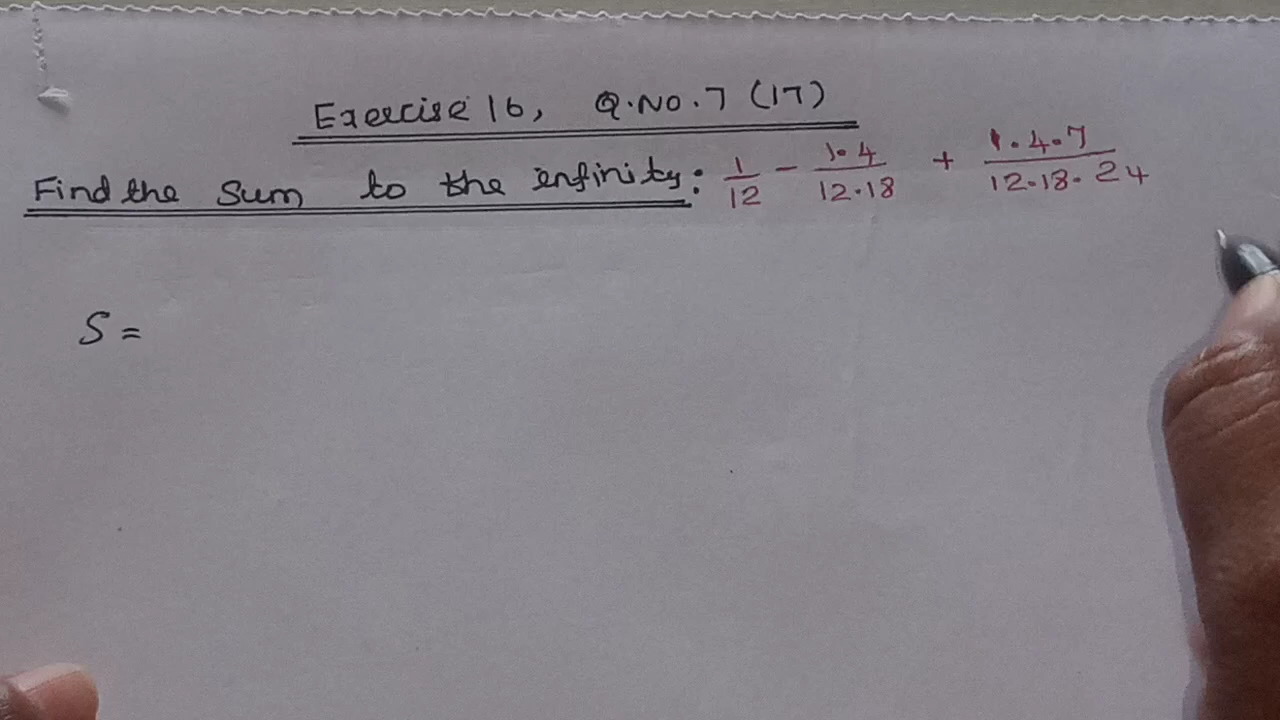 Exercise 16, Q.No.7 (17)
Find the sum to the infinity: 1/12 - 1.4/12.18 + 1.4.7/12.18.24
S =